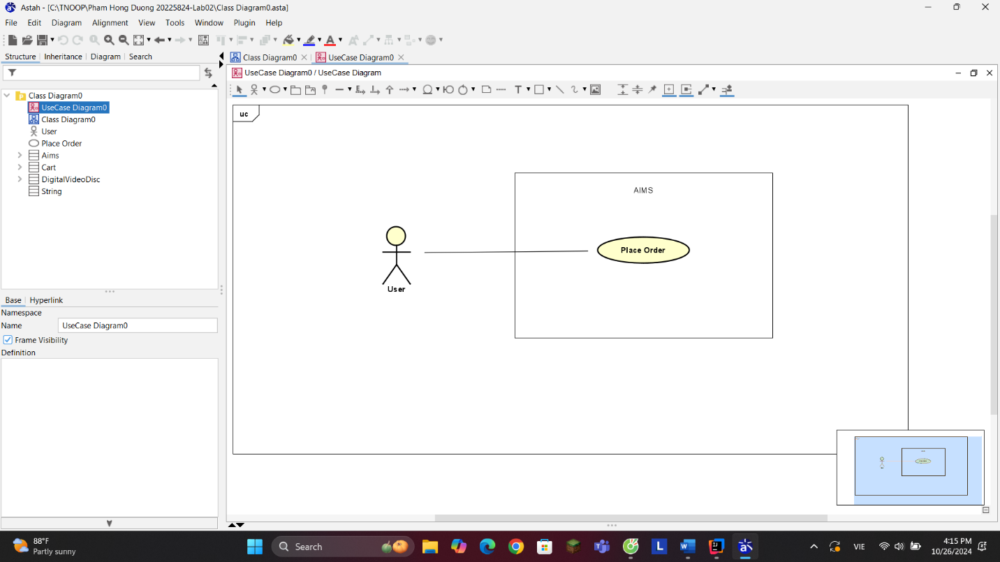 Astah - [C:\TNOOP\Pham Hong Duong 20225824-Lab02\Class Diagram0.asta]
File Edit Diagram Alignment View Tools Window Plugin Help
Structure Inheritance Diagram Search
Class Diagram0 UseCase Diagram0
UseCase Diagram0 / UseCase Diagram
Class Diagram0
UseCase Diagram0
Class Diagram0
User
Place Order
Aims
Cart
DigitalVideoDisc
String
uc
AIMS
Place Order
User
Base Hyperlink
Namespace
Name UseCase Diagram0
Frame Visibility
Definition
88°F
Partly sunny
Search
VIE
4:15 PM
10/26/2024